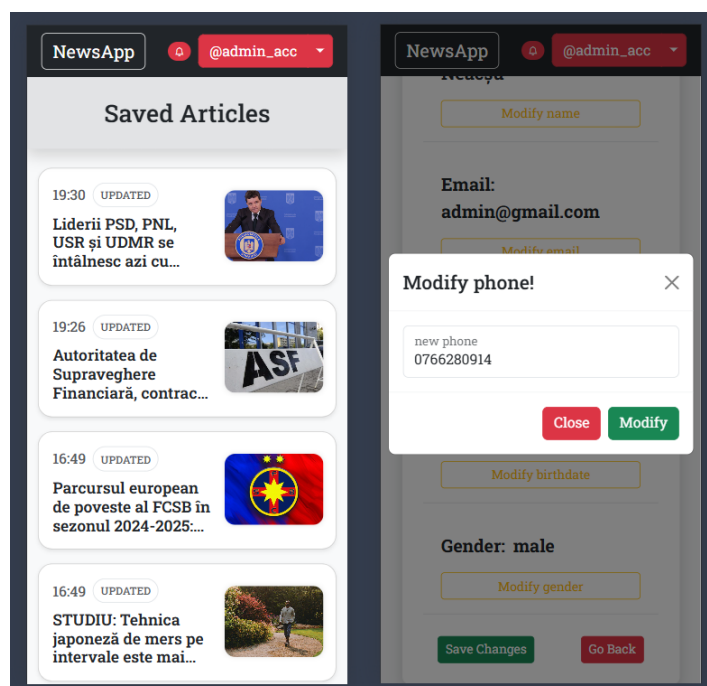 NewsApp
@admin_acc
Saved Articles
19:30 UPDATED
Liderii PSD, PNL,
USR și UDMR se
întâlnesc azi cu...
19:26 UPDATED
Autoritatea de
Supraveghere
Financiară, contrac...
ASF
16:49 UPDATED
Parcursul european
de poveste al FCSB în
sezonul 2024-2025:...
16:49 UPDATED
STUDIU: Tehnica
japoneză de mers pe
intervale este mai...
NewsApp
@admin_acc
Neacșu
Modify name
Email:
admin@gmail.com
Modify email
Modify phone!
new phone
0766280914
Close Modify
Modify birthdate
Gender: male
Modify gender
Save Changes Go Back